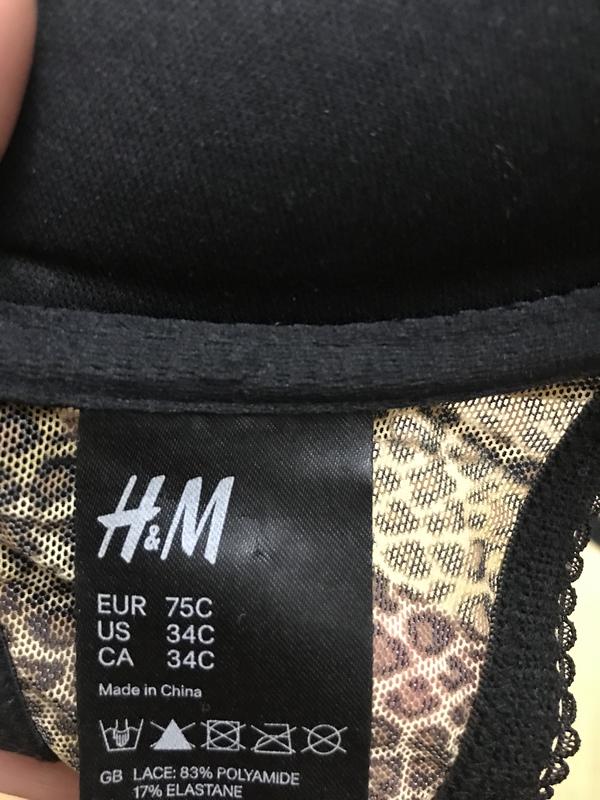 H&M
EUR 75C
US 34C
CA 34C
Made in China
GB LACE: 83% POLYAMIDE
17% ELASTANE